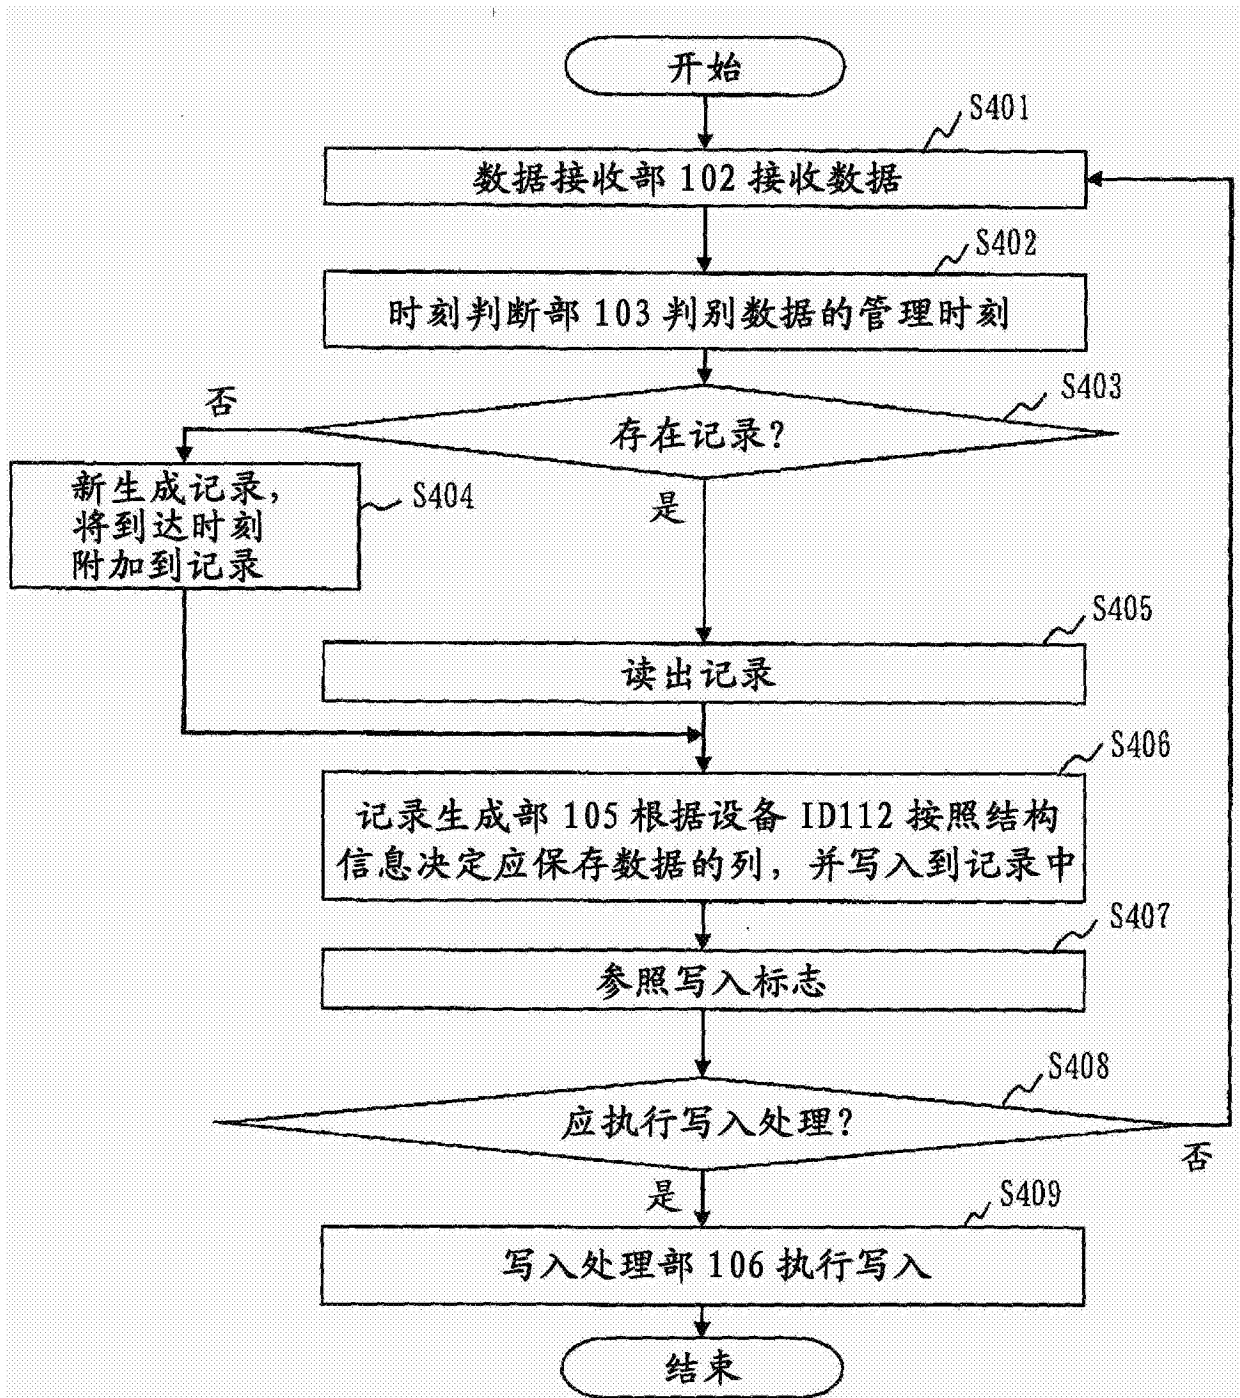 开始
S401
数据接收部 102 接收数据
S402
时刻判断部 103 判别数据的管理时刻
S403
否
存在记录?
新生成记录,
将到达时刻
附加到记录
S404
是
S405
读出记录
S406
记录生成部 105 根据设备 ID112 按照结构
信息决定应保存数据的列, 并写入到记录中
S407
参照写入标志
S408
应执行写入处理?
否
是
S409
写入处理部 106 执行写入
结束